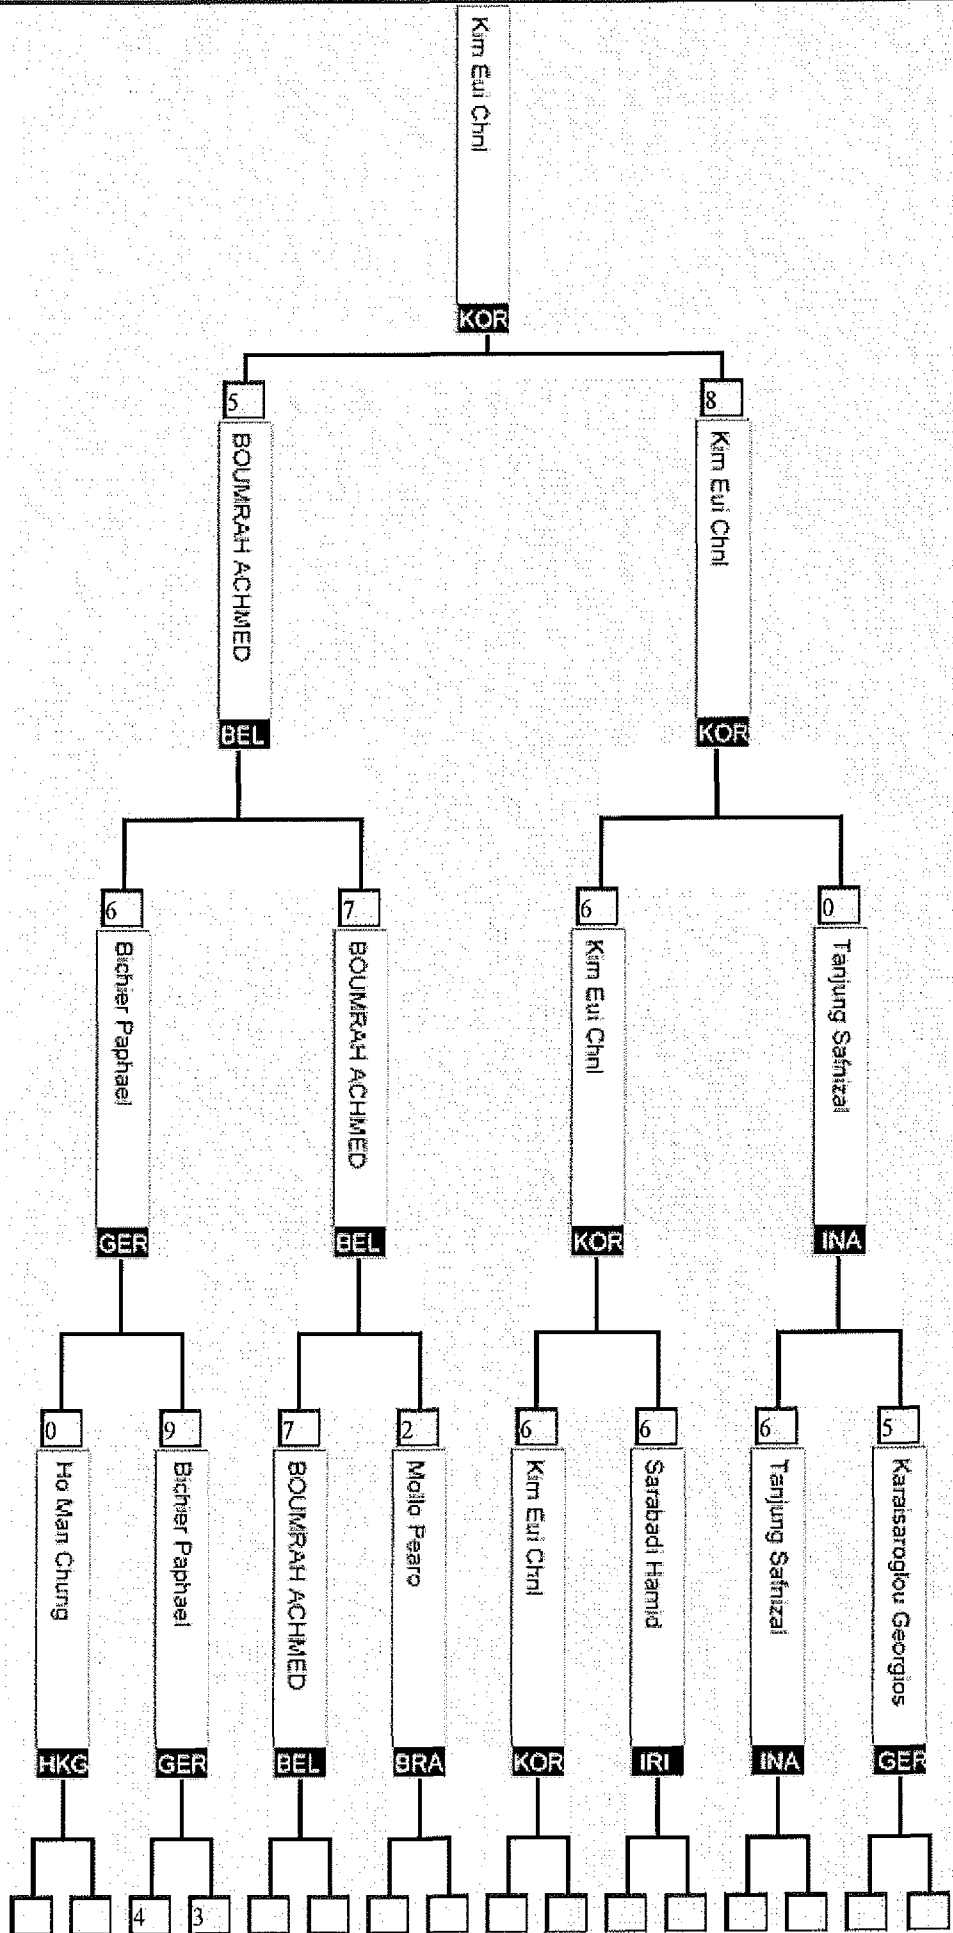 Kim Eui Chnl
KOR
5
8
BOUMRAH ACHMED
Kim Eui Chnl
BEL
KOR
6
7
6
0
Bichier Paphael
BOUMRAH ACHMED
Kim Eui Chnl
Tanjung Safnizal
GER
BEL
KOR
INA
0
9
7
2
6
6
6
5
Ho Man Chung
Bichier Paphael
BOUMRAH ACHMED
Mollo Pearo
Kim Eui Chnl
Sarabadi Hamid
Tanjung Safnizal
Karaisaroglou Georgios
HKG
GER
BEL
BRA
KOR
IRI
INA
GER
4
3